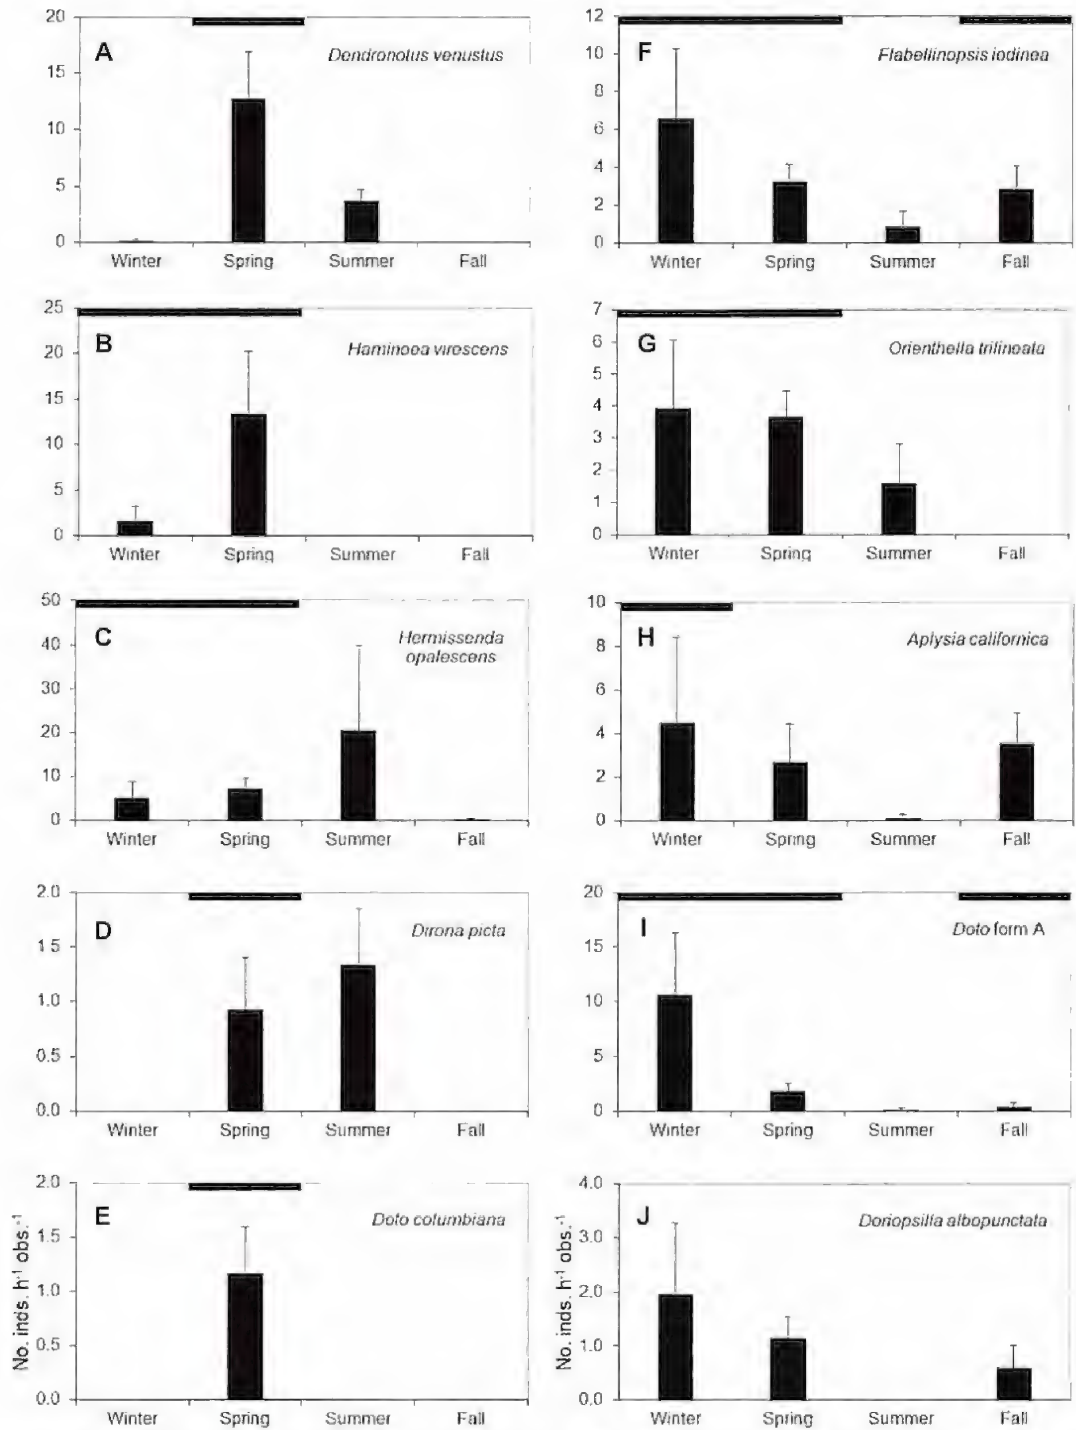 20
15
10
5
0
A
Dendronotus venustus
Winter Spring Summer Fall
12
10
8
6
4
2
0
F
Flabellinopsis iodinea
Winter Spring Summer Fall
25
20
15
10
5
0
B
Haminoea virescens
Winter Spring Summer Fall
7
6
5
4
3
2
1
0
G
Orienthella trilineata
Winter Spring Summer Fall
50
40
30
20
10
0
C
Hermissenda
opalescens
Winter Spring Summer Fall
10
8
6
4
2
0
H
Aplysia californica
Winter Spring Summer Fall
2.0
1.5
1.0
0.5
0.0
D
Dirona picta
Winter Spring Summer Fall
20
15
10
5
0
I
Doto form A
Winter Spring Summer Fall
No. inds. h⁻¹ obs.⁻¹
2.0
1.5
1.0
0.5
0.0
E
Doto columbiana
Winter Spring Summer Fall
No. inds. h⁻¹ obs.⁻¹
4.0
3.0
2.0
1.0
0.0
J
Doriopsilla albopunctata
Winter Spring Summer Fall